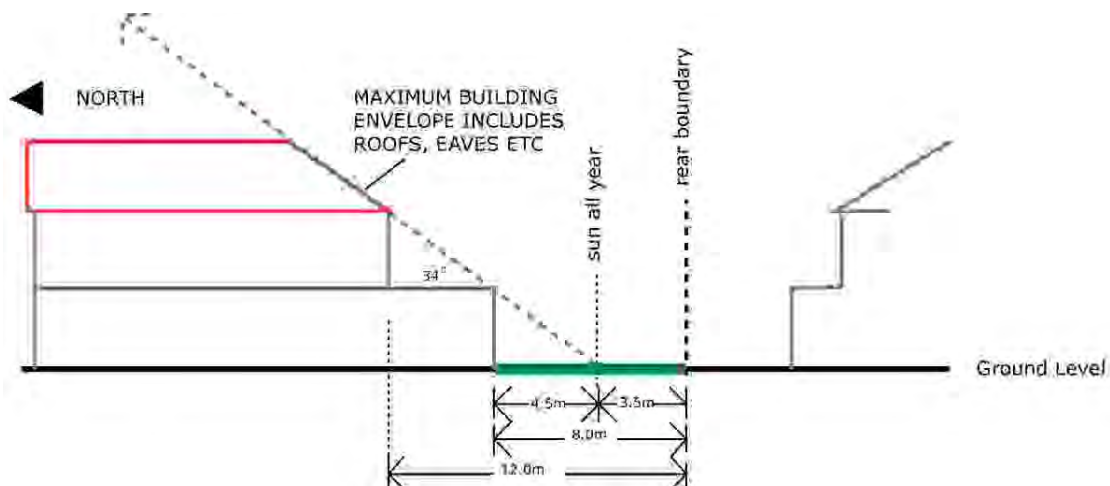 NORTH
MAXIMUM BUILDING
ENVELOPE INCLUDES
ROOFS, EAVES ETC
sun all year
rear boundary
34°
Ground Level
4.5m
3.5m
8.0m
12.0m